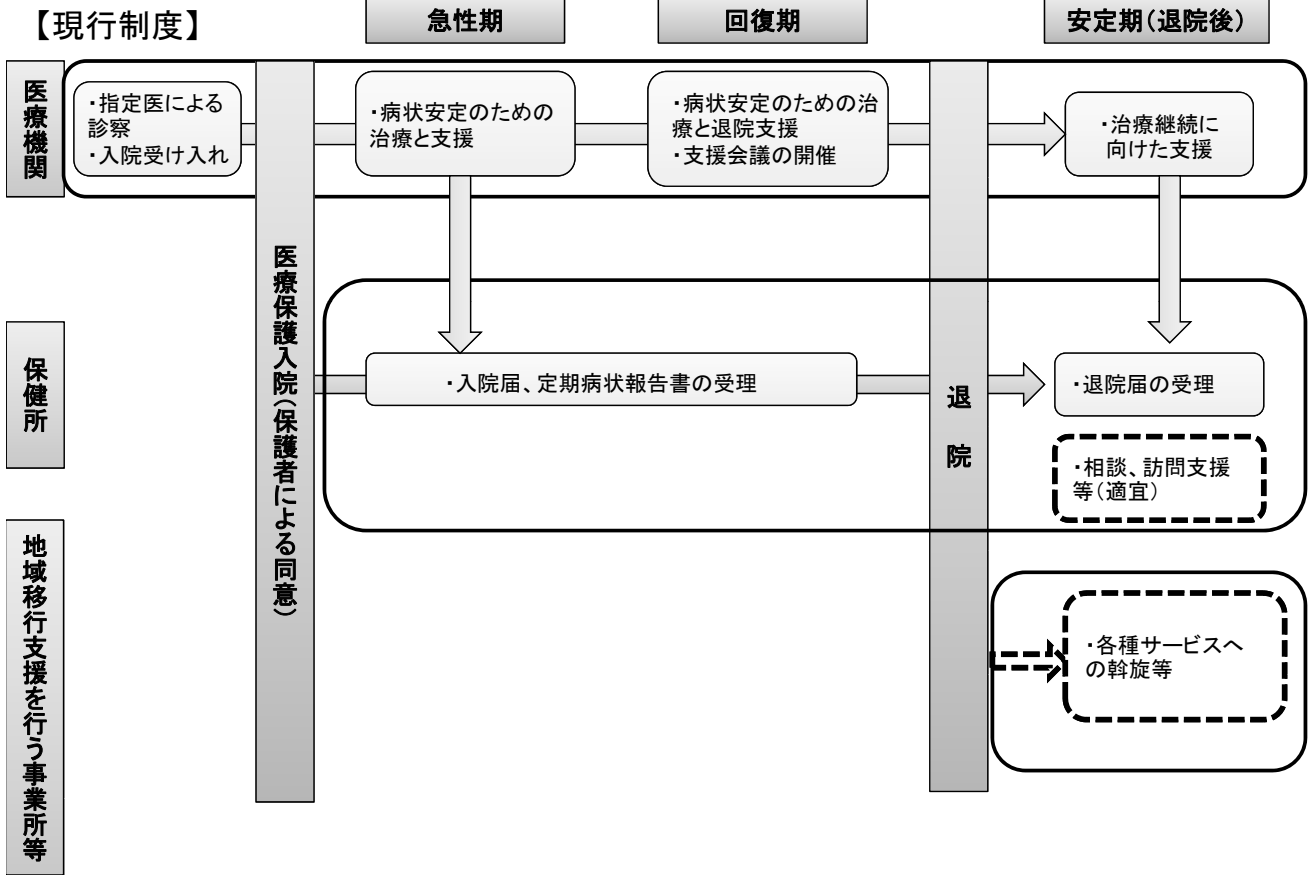 【現行制度】
急性期
回復期
安定期(退院後)
医療機関
・指定医による
診察
・入院受け入れ
・病状安定のための
治療と支援
・病状安定のための治
療と退院支援
・支援会議の開催
・治療継続に
向けた支援
医療保護入院(保護者による同意)
退院
保健所
・入院届、定期病状報告書の受理
・退院届の受理
・相談、訪問支援
等(適宜)
地域移行支援を行う事業所等
・各種サービスへ
の斡旋等